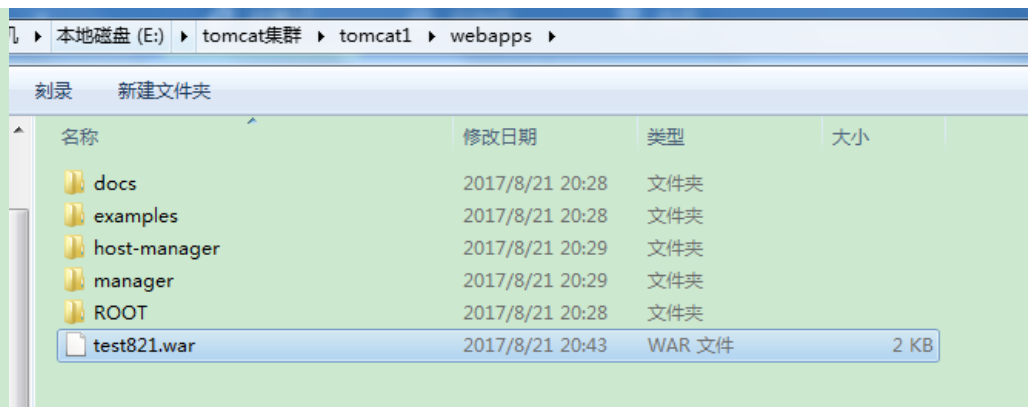 本地磁盘 (E:) ▸ tomcat集群 ▸ tomcat1 ▸ webapps ▸
刻录 新建文件夹
名称 修改日期 类型 大小
docs 2017/8/21 20:28 文件夹
examples 2017/8/21 20:28 文件夹
host-manager 2017/8/21 20:29 文件夹
manager 2017/8/21 20:29 文件夹
ROOT 2017/8/21 20:28 文件夹
test821.war 2017/8/21 20:43 WAR 文件 2 KB